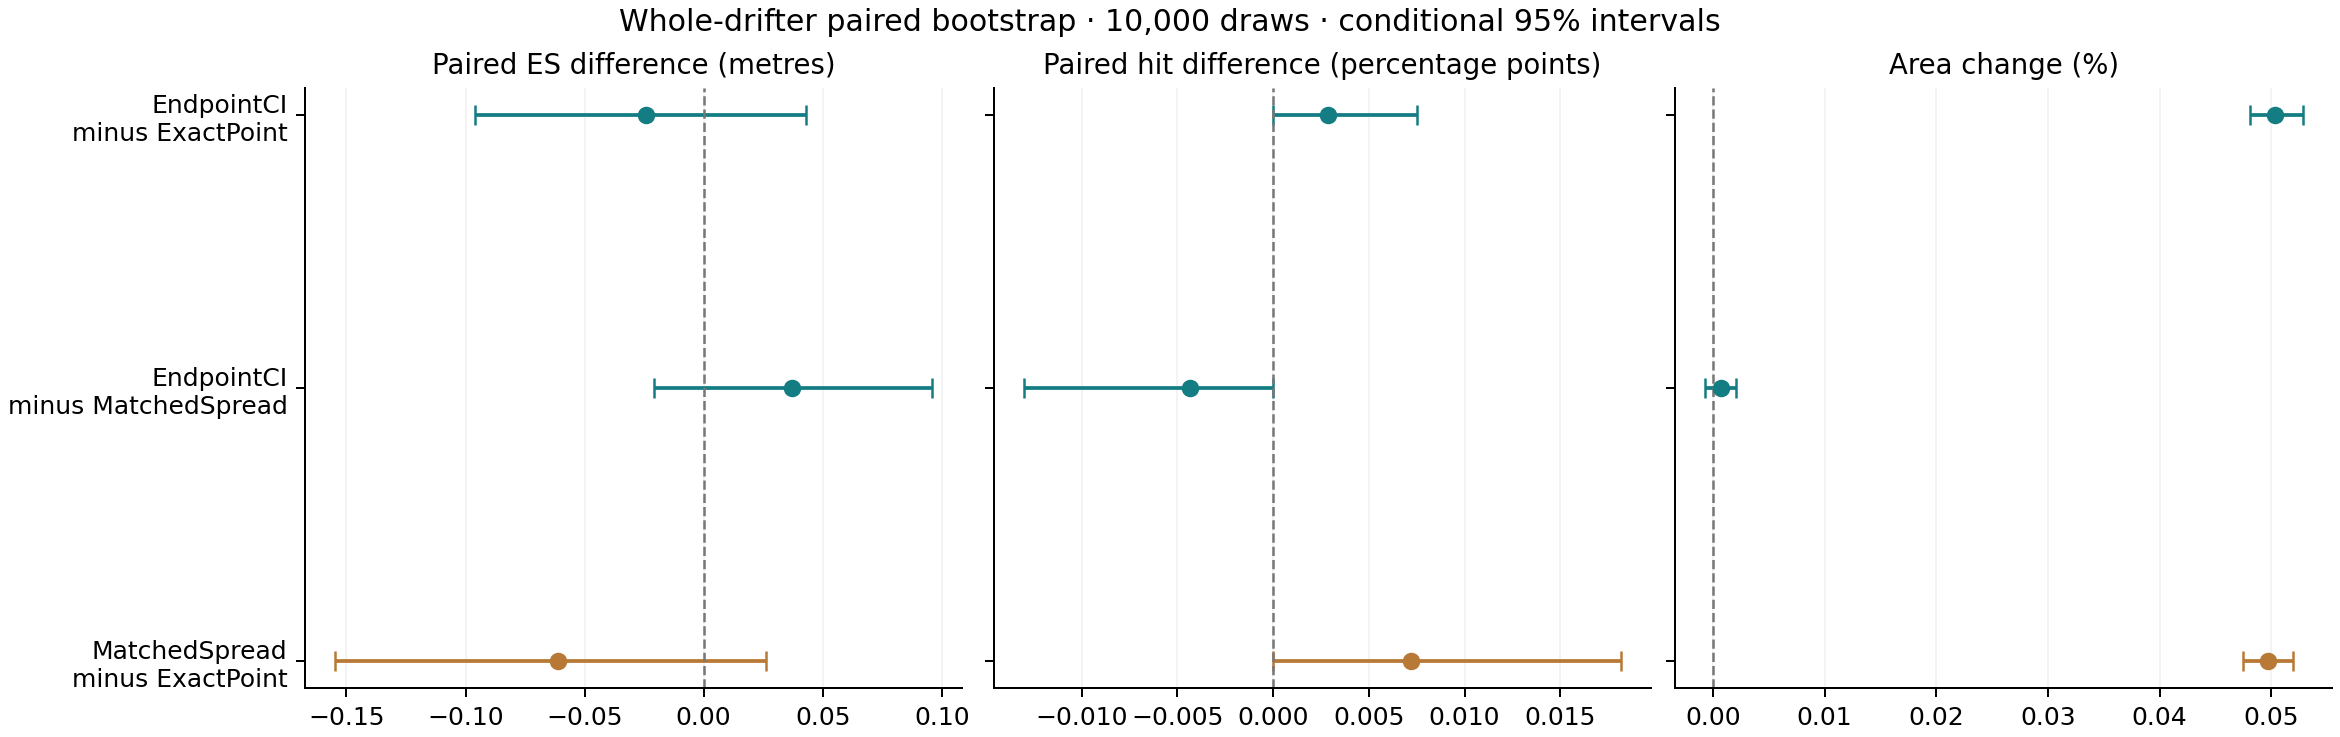 Whole-drifter paired bootstrap · 10,000 draws · conditional 95% intervals
Paired ES difference (metres)
Paired hit difference (percentage points)
Area change (%)
EndpointCI
minus ExactPoint
EndpointCI
minus MatchedSpread
MatchedSpread
minus ExactPoint
−0.15 −0.10 −0.05 0.00 0.05 0.10
−0.010 −0.005 0.000 0.005 0.010 0.015
0.00 0.01 0.02 0.03 0.04 0.05